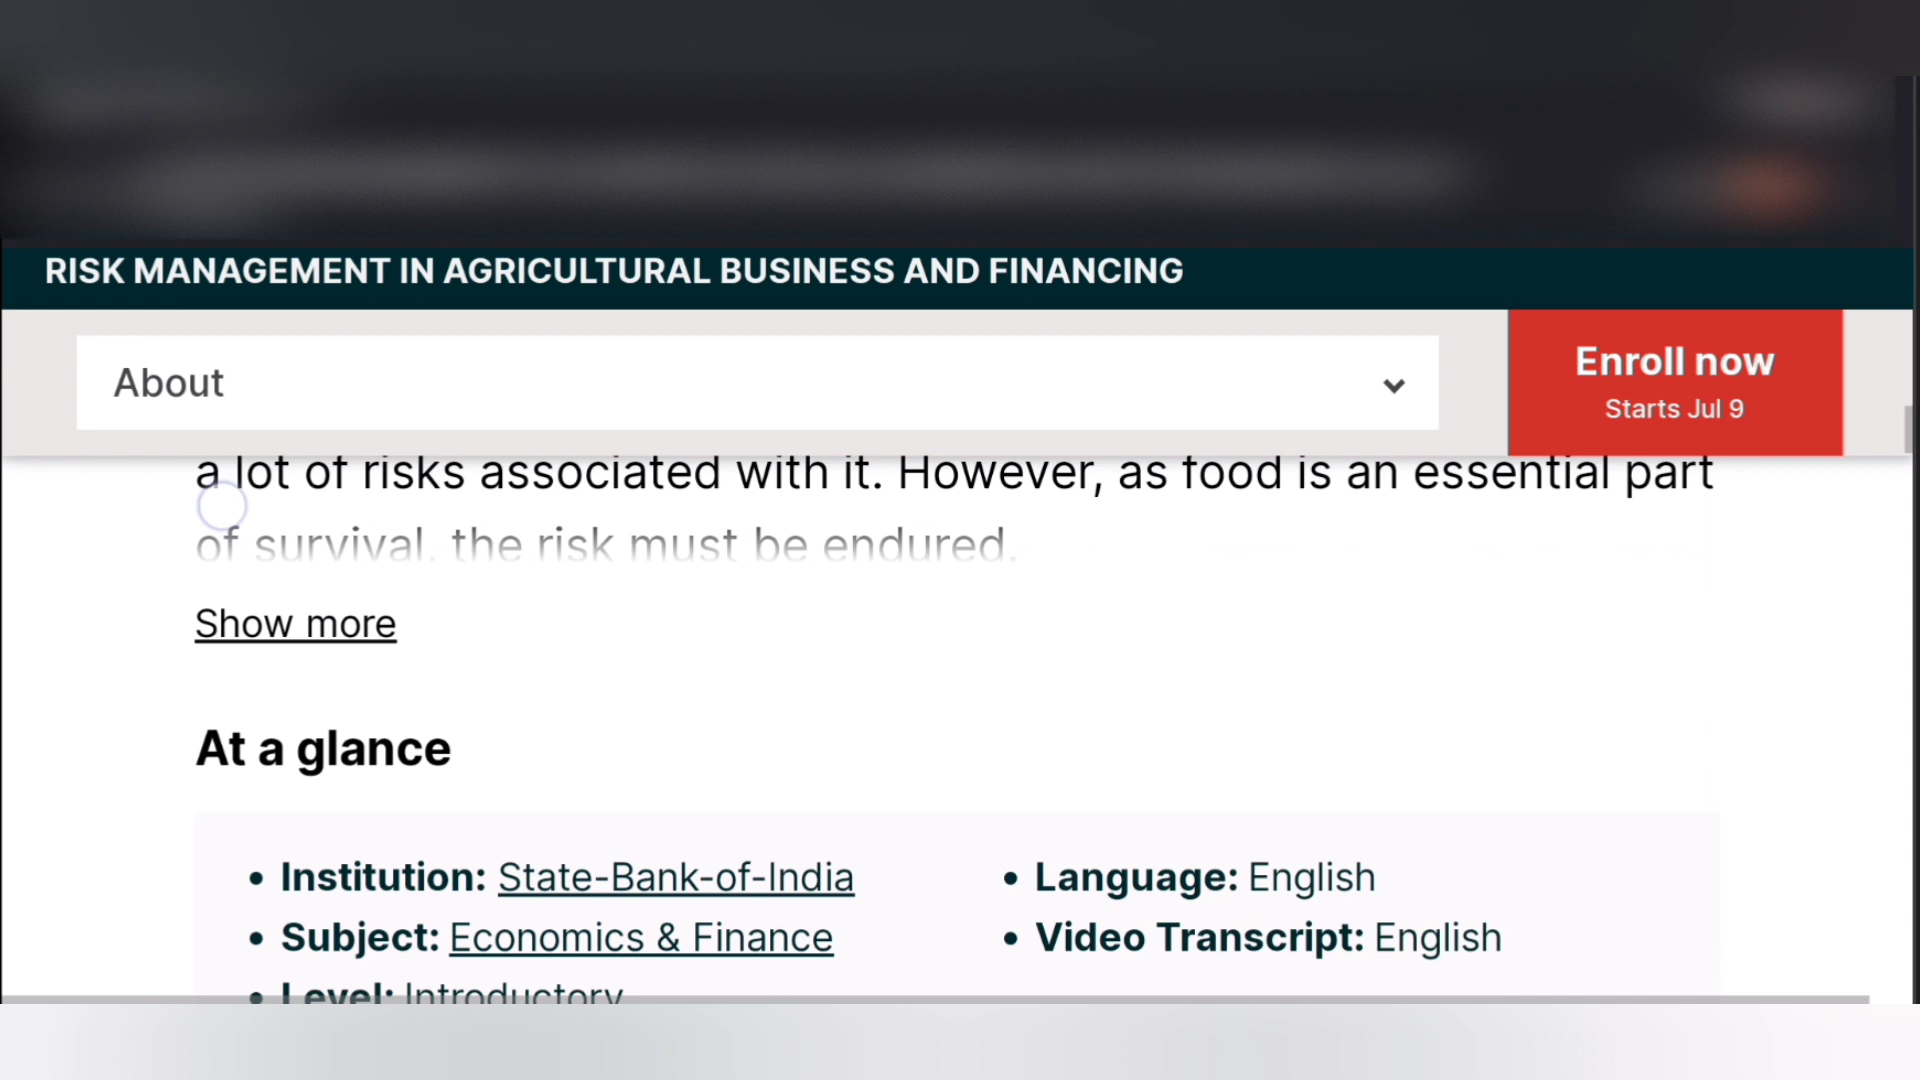 RISK MANAGEMENT IN AGRICULTURAL BUSINESS AND FINANCING
About
Enroll now
Starts Jul 9
a lot of risks associated with it. However, as food is an essential part
of survival, the risk must be endured.
Show more
At a glance
• Institution: State-Bank-of-India
• Language: English
• Subject: Economics & Finance
• Video Transcript: English
• Level: Introductory